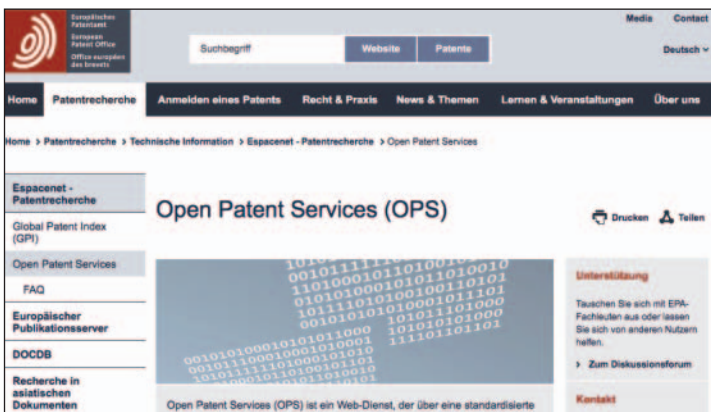 Europäisches
Patentamt
European
Patent Office
Office européen
des brevets
Media Contact
Suchbegriff Website Patente
Deutsch
Home Patentrecherche Anmelden eines Patents Recht & Praxis News & Themen Lernen & Veranstaltungen Über uns
Home > Patentrecherche > Technische Information > Espacenet - Patentrecherche > Open Patent Services
Espacenet -
Patentrecherche
Global Patent Index
(GPI)
Open Patent Services
FAQ
Europäischer
Publikationsserver
DOCDB
Recherche in
asiatischen
Dokumenten
Open Patent Services (OPS)
Drucken Teilen
Open Patent Services (OPS) ist ein Web-Dienst, der über eine standardisierte
Unterstützung
Tauschen Sie sich mit EPA-
Fachleuten aus oder lassen
Sie sich von anderen Nutzern
helfen.
> Zum Diskussionsforum
Kontakt